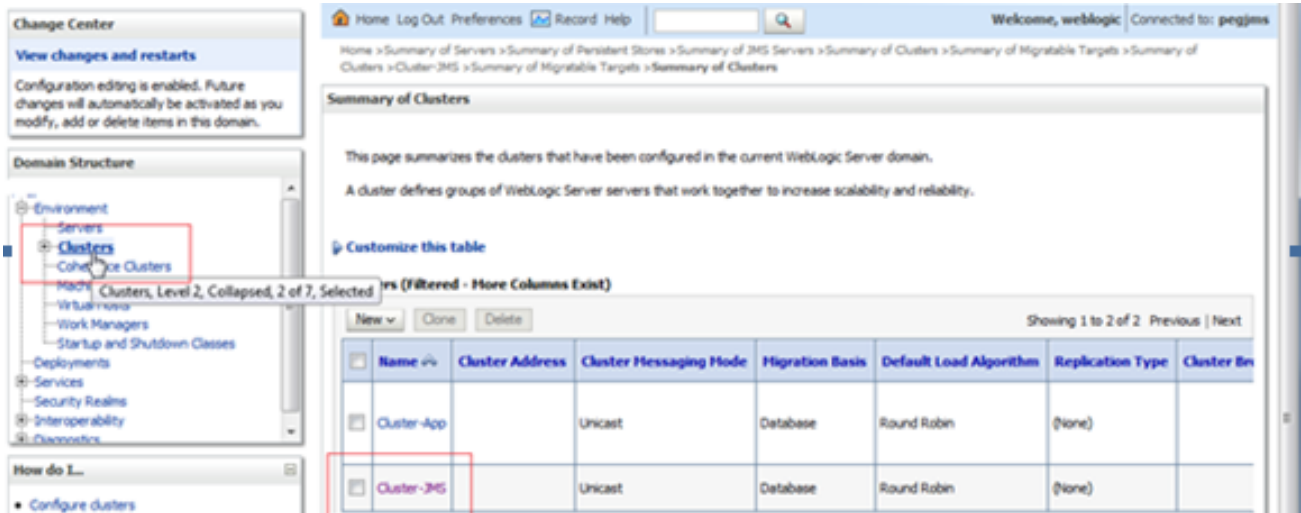 Change Center
View changes and restarts
Configuration editing is enabled. Future
changes will automatically be activated as you
modify, add or delete items in this domain.
Domain Structure
Environment
Servers
Clusters
Coherence Clusters
Clusters, Level 2, Collapsed, 2 of 7, Selected
Virtual Hosts
Work Managers
Startup and Shutdown Classes
Deployments
Services
Security Realms
Interoperability
Diagnostics
How do I...
Configure clusters
Home Log Out Preferences Record Help
Welcome, weblogic Connected to: pegjms
Home >Summary of Servers >Summary of Persistent Stores >Summary of JMS Servers >Summary of Clusters >Summary of Migratable Targets >Summary of
Clusters >Cluster-JMS >Summary of Migratable Targets >Summary of Clusters
Summary of Clusters
This page summarizes the clusters that have been configured in the current WebLogic Server domain.
A cluster defines groups of WebLogic Server servers that work together to increase scalability and reliability.
Customize this table
(Filtered - More Columns Exist)
New Clone Delete Showing 1 to 2 of 2 Previous | Next
Name Cluster Address Cluster Messaging Mode Migration Basis Default Load Algorithm Replication Type Cluster
Cluster-App Unicast Database Round Robin (None)
Cluster-JMS Unicast Database Round Robin (None)